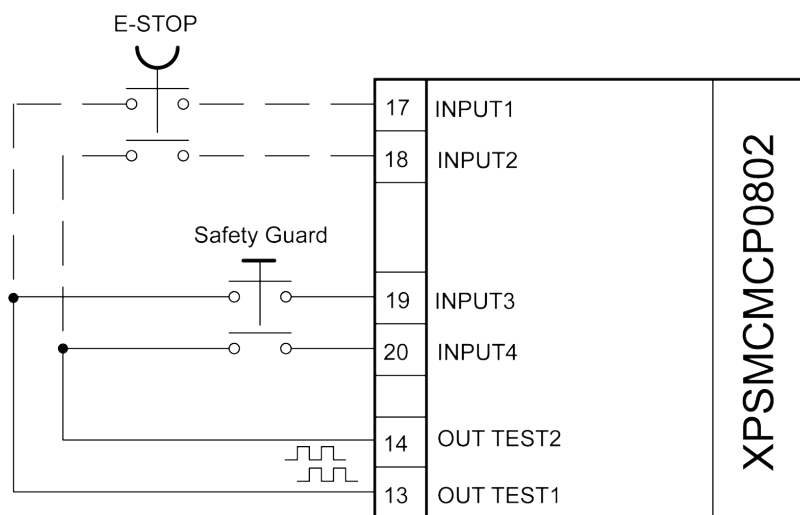 E-STOP
17 INPUT1
18 INPUT2
Safety Guard
19 INPUT3
20 INPUT4
14 OUT TEST2
13 OUT TEST1
XPSMCMCP0802